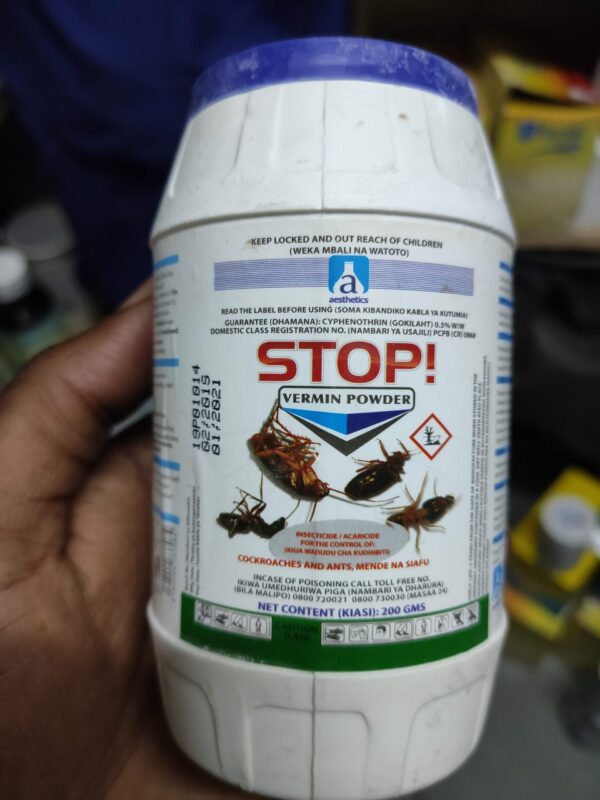 KEEP LOCKED AND OUT REACH OF CHILDREN
(WEKA MBALI NA WATOTO)
a
aesthetics
READ THE LABEL BEFORE USING (SOMA KIBANDIKO KABLA YA KUTUMIA)
GUARANTEE (DHAMANA): CYPHENOTHRIN (GOKILAHT) 0.5% W/W
DOMESTIC CLASS REGISTRATION NO. (NAMBARI YA USAJILI) PCPB (CR) 0868
STOP!
VERMIN POWDER
19P01014
02/2019
01/2021
INSECTICIDE / ACARICIDE
FOR THE CONTROL OF:
(KIUA WADUDU CHA KUDHIBITI)
COCKROACHES AND ANTS, MENDE NA SIAFU
INCASE OF POISONING CALL TOLL FREE NO.
IKIWA UMEDHURIWA PIGA (NAMBARI YA DHARURA)
(BILA MALIPO) 0800 720021 0800 730030 (MASAA 24)
NET CONTENT (KIASI): 200 GMS
CAUTION
ILANI